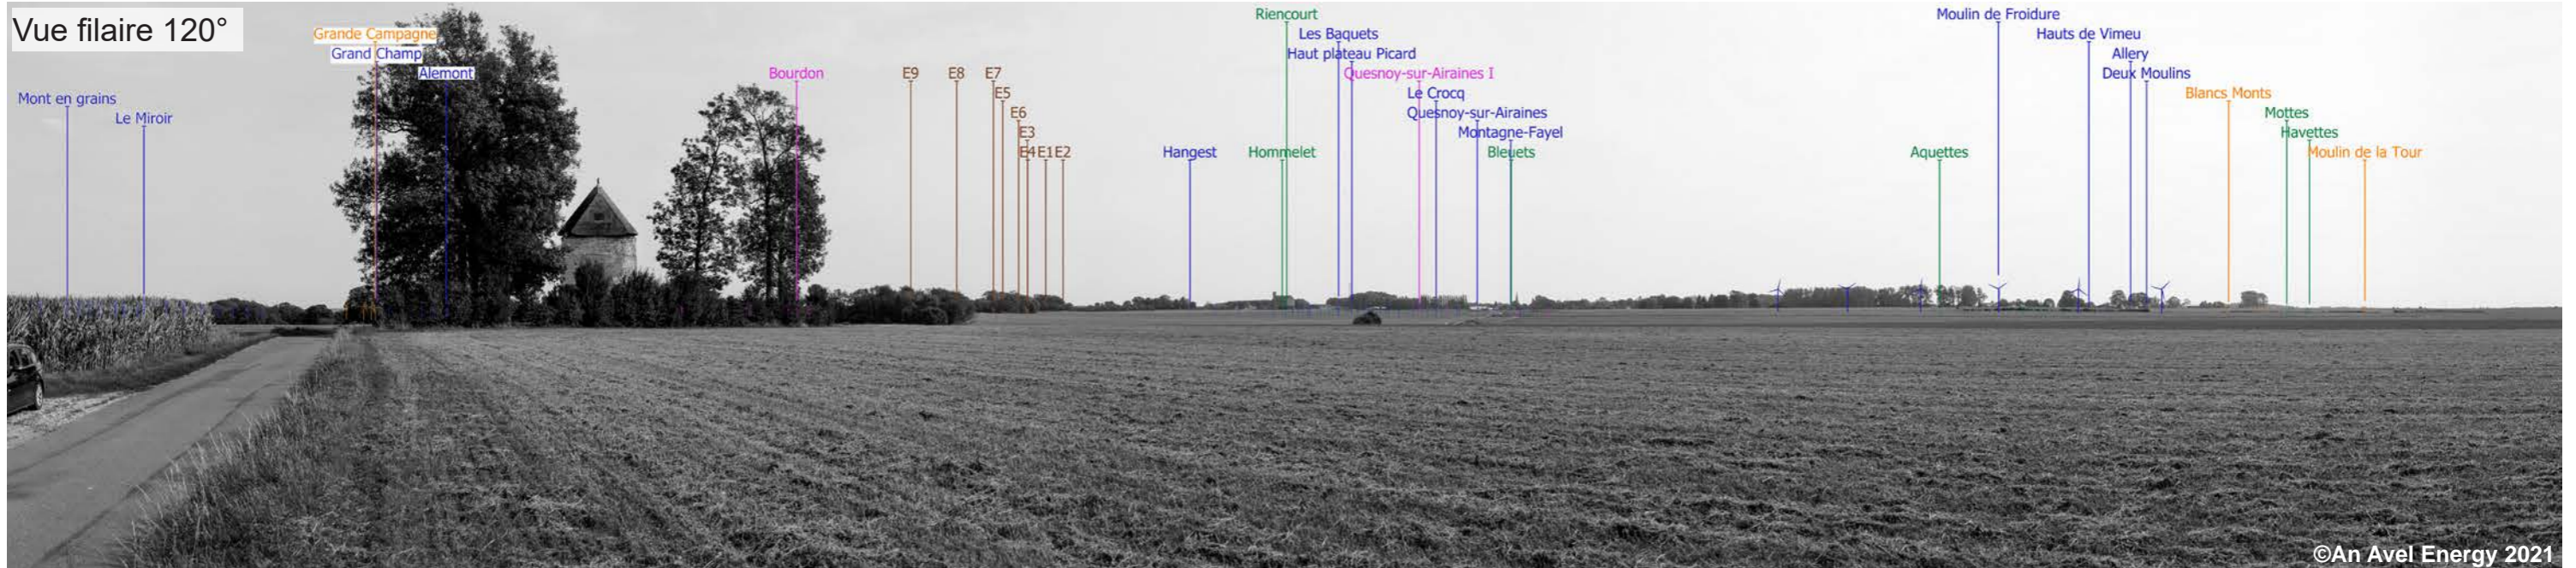 Vue filaire 120°
Mont en grains
Le Miroir
Grande Campagne
Grand Champ
Alemont
Bourdon
E9
E8
E7
E5
E6
E3
E4
E1
E2
Hangest
Riencourt
Hommelet
Les Baquets
Haut plateau Picard
Quesnoy-sur-Airaines I
Le Crocq
Quesnoy-sur-Airaines
Montagne-Fayel
Bleuets
Aquettes
Moulin de Froidure
Hauts de Vimeu
Allery
Deux Moulins
Blancs Monts
Mottes
Havettes
Moulin de la Tour
©An Avel Energy 2021